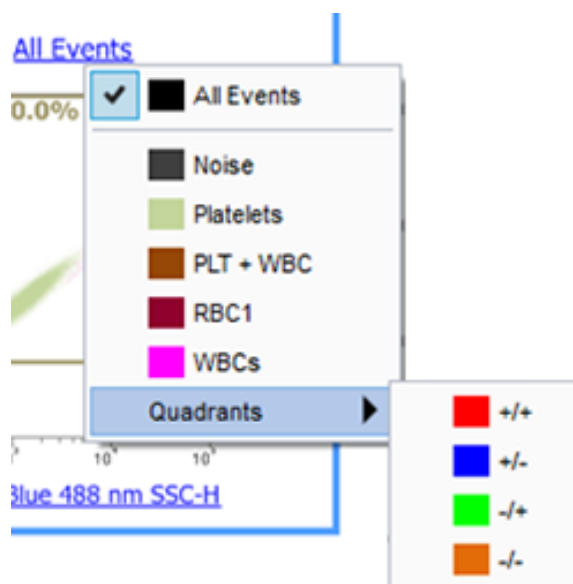 All Events
All Events
0.0%
Noise
Platelets
PLT + WBC
RBC1
WBCs
Quadrants
+/+
+/-
-/+
-/-
Blue 488 nm SSC-H